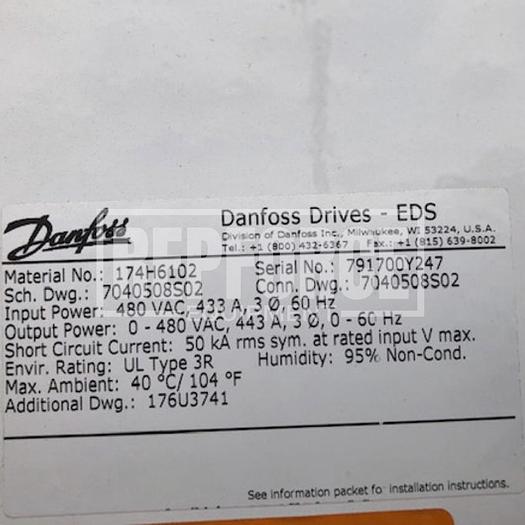 Danfoss
Danfoss Drives - EDS
Division of Danfoss Inc., Milwaukee, WI 53224, U.S.A.
Tel.: +1 (800) 432-6367 Fax.: +1 (815) 639-8002
Material No.: 174H6102 Serial No.: 791700Y247
Sch. Dwg.: 7040508S02 Conn. Dwg.: 7040508S02
Input Power: 480 VAC, 433 A, 3 Ø, 60 Hz
Output Power: 0 - 480 VAC, 443 A, 3 Ø, 0 - 60 Hz
Short Circuit Current: 50 kA rms sym. at rated input V max.
Envir. Rating: UL Type 3R Humidity: 95% Non-Cond.
Max. Ambient: 40 °C/ 104 °F
Additional Dwg.: 176U3741
See information packet fo installation instructions.
EQUIPMENT